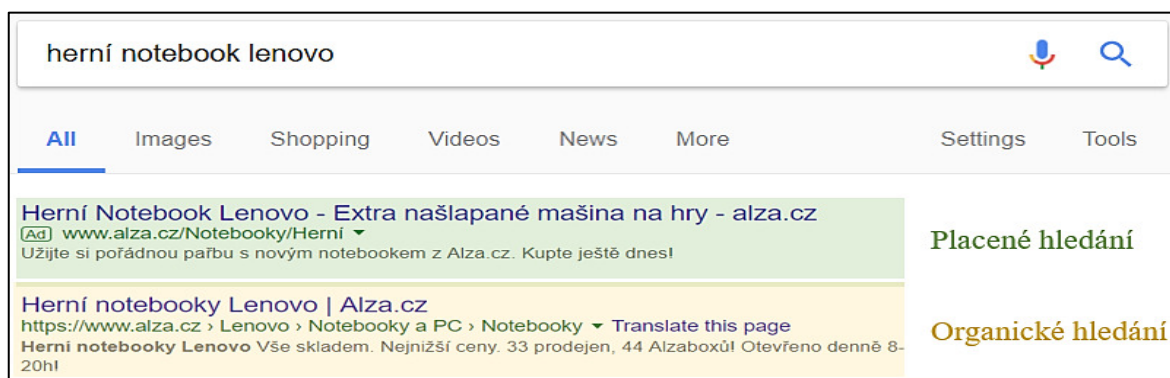 herní notebook lenovo
All Images Shopping Videos News More Settings Tools
Herní Notebook Lenovo - Extra našlapané mašina na hry - alza.cz
Ad www.alza.cz/Notebooky/Herní
Užijte si pořádnou pařbu s novým notebookem z Alza.cz. Kupte ještě dnes!
Placené hledání
Herní notebooky Lenovo | Alza.cz
https://www.alza.cz › Lenovo › Notebooky a PC › Notebooky Translate this page
Herni notebooky Lenovo Vše skladem. Nejnižší ceny. 33 prodejen, 44 Alzaboxů! Otevřeno denně 8-
20h!
Organické hledání